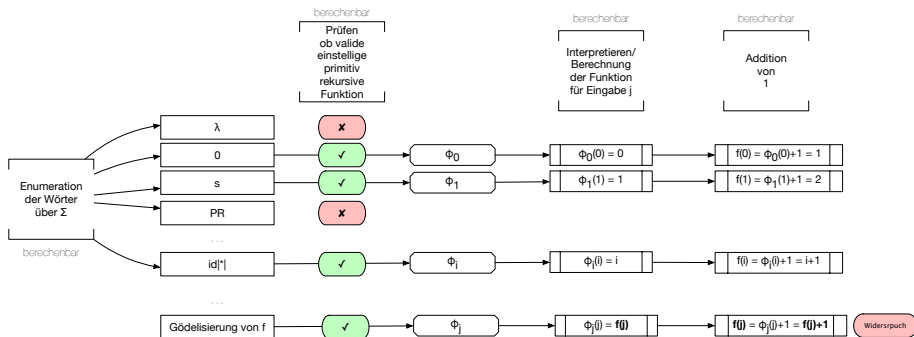 berechenbar
Prüfen
ob valide
einstellige
primitiv
rekursive
Funktion
berechenbar
Interpretieren/
Berechnung
der Funktion
für Eingabe j
berechenbar
Addition
von
1
λ ✘
0 ✓ Φ0 Φ0(0) = 0 f(0) = Φ0(0)+1 = 1
s ✓ Φ1 Φ1(1) = 1 f(1) = Φ1(1)+1 = 2
PR ✘
Enumeration
der Wörter
über Σ
berechenbar
...
id|*| ✓ Φi Φi(i) = i f(i) = Φi(i)+1 = i+1
...
Gödelisierung von f ✓ Φj Φj(j) = f(j) f(j) = Φj(j)+1 = f(j)+1 Widersrpuch